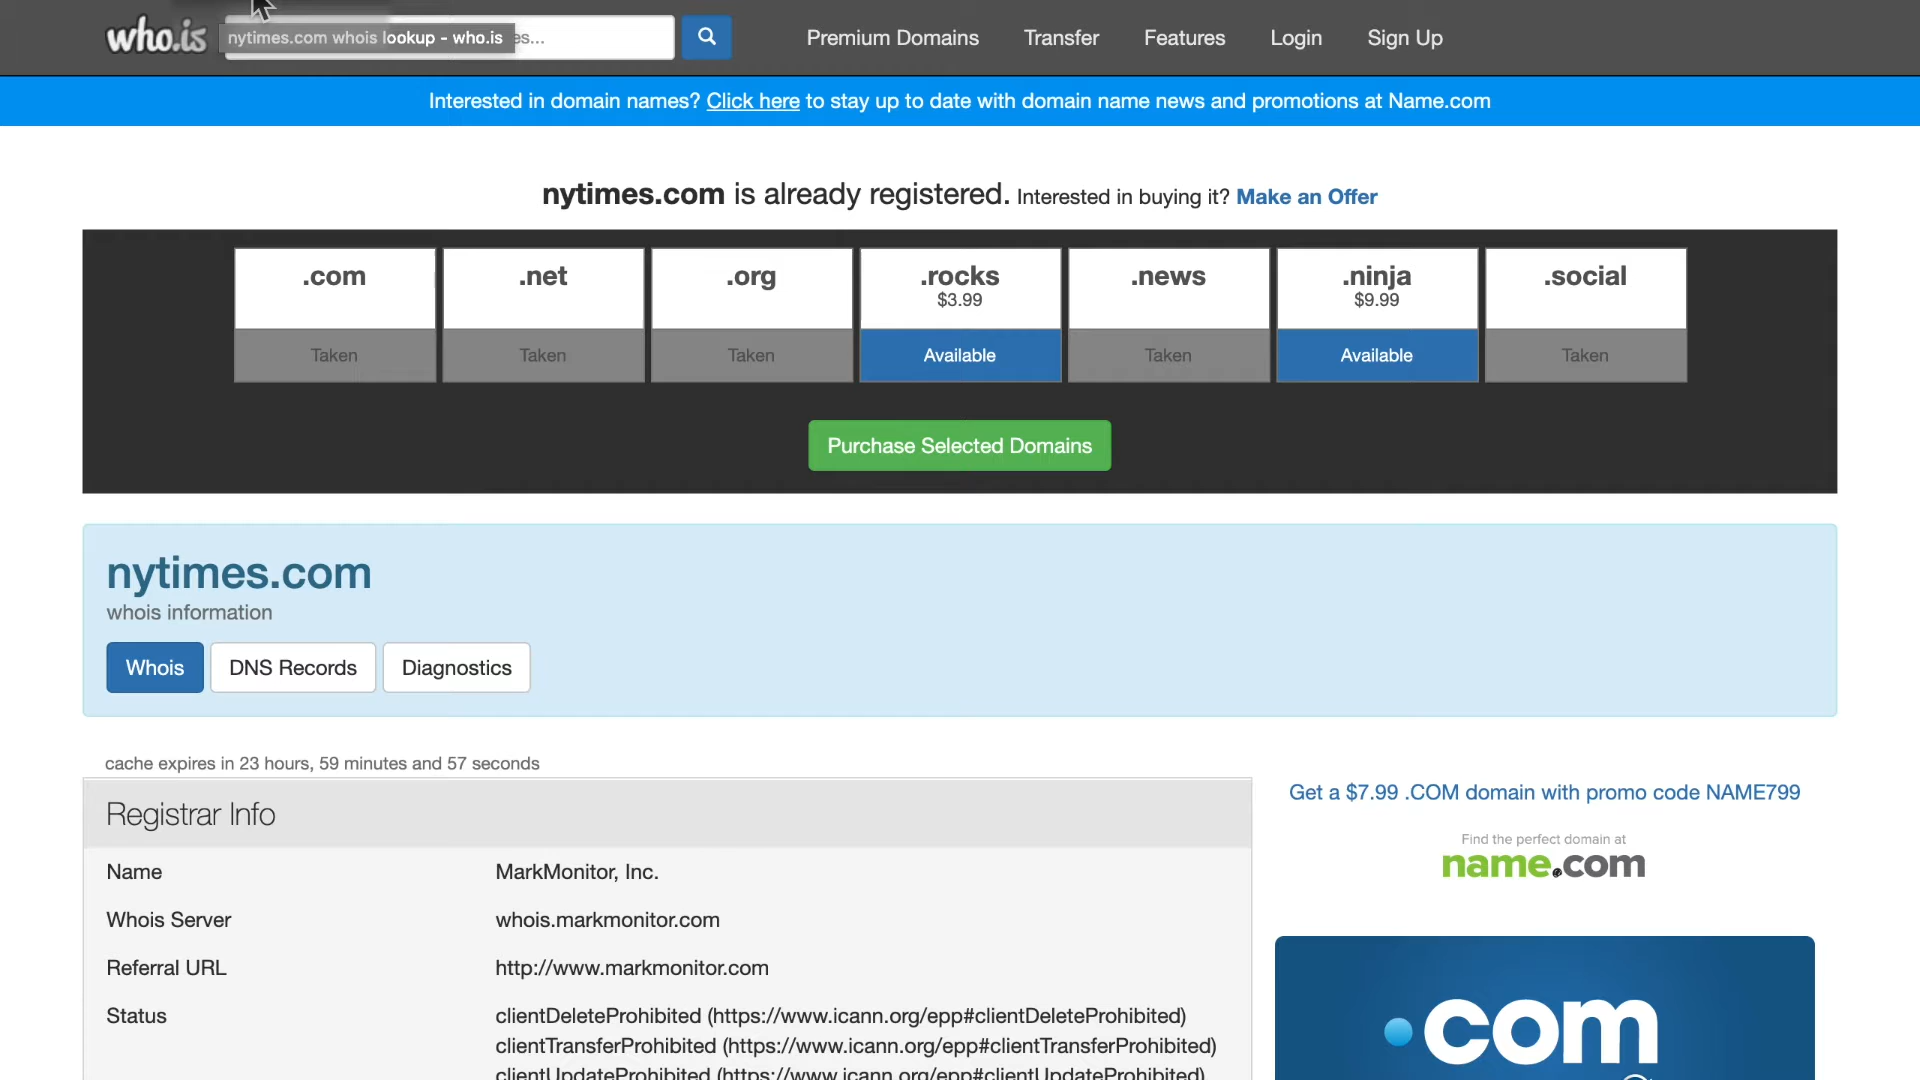 who.is
nytimes.com whois lookup - who.is es...
Premium Domains
Transfer
Features
Login
Sign Up
Interested in domain names? Click here to stay up to date with domain name news and promotions at Name.com
nytimes.com is already registered. Interested in buying it? Make an Offer
.com
Taken
.net
Taken
.org
Taken
.rocks
$3.99
Available
.news
Taken
.ninja
$9.99
Available
.social
Taken
Purchase Selected Domains
nytimes.com
whois information
Whois
DNS Records
Diagnostics
cache expires in 23 hours, 59 minutes and 57 seconds
Registrar Info
Name MarkMonitor, Inc.
Whois Server whois.markmonitor.com
Referral URL http://www.markmonitor.com
Status clientDeleteProhibited (https://www.icann.org/epp#clientDeleteProhibited)
clientTransferProhibited (https://www.icann.org/epp#clientTransferProhibited)
clientUpdateProhibited (https://www.icann.org/epp#clientUpdateProhibited)
Get a $7.99 .COM domain with promo code NAME799
Find the perfect domain at
name.com
.com